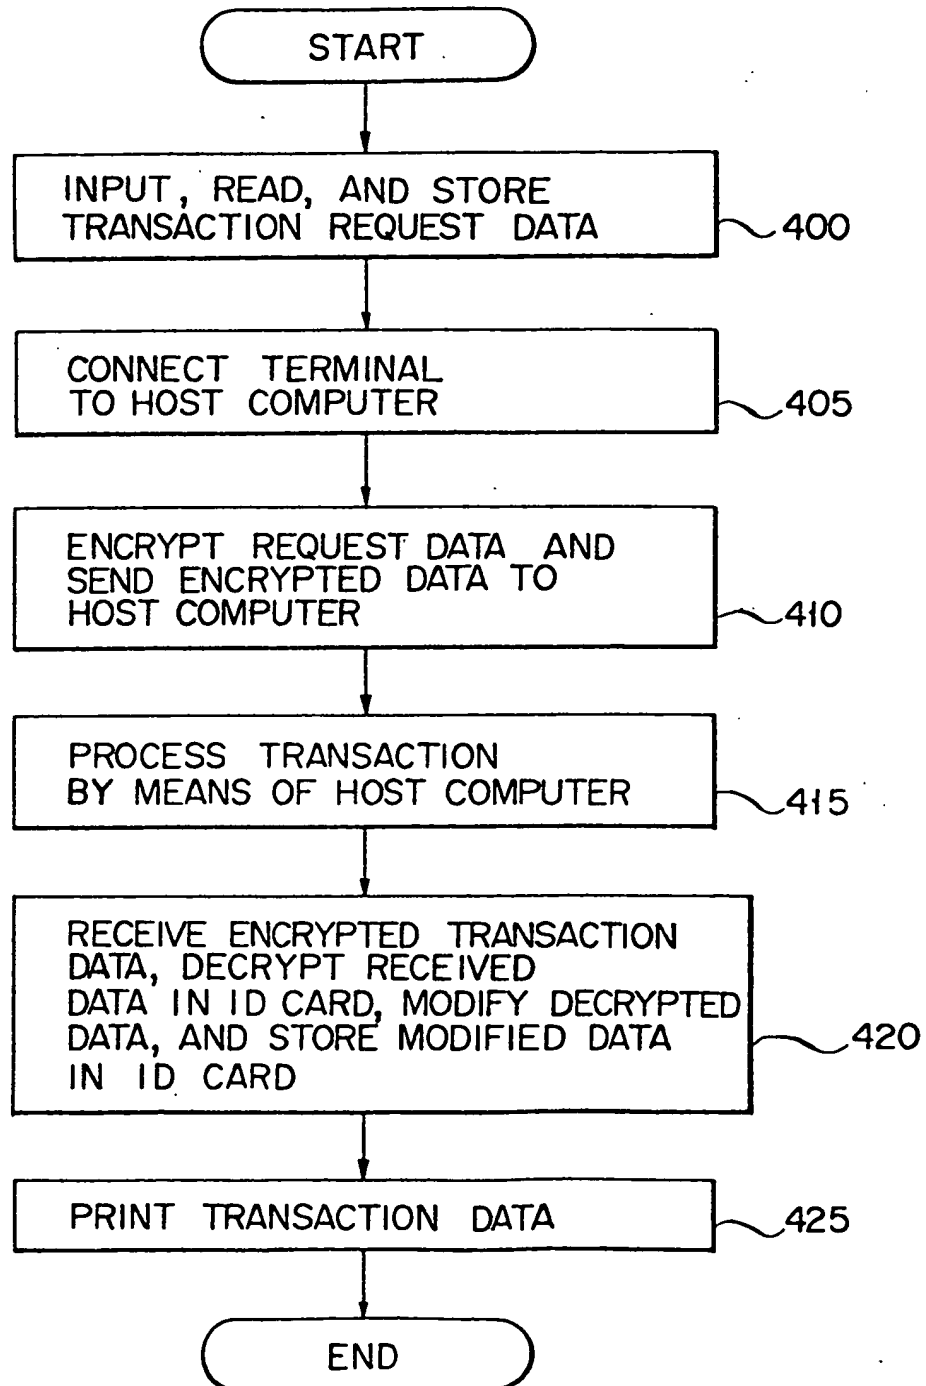 START
INPUT, READ, AND STORE
TRANSACTION REQUEST DATA
400
CONNECT TERMINAL
TO HOST COMPUTER
405
ENCRYPT REQUEST DATA AND
SEND ENCRYPTED DATA TO
HOST COMPUTER
410
PROCESS TRANSACTION
BY MEANS OF HOST COMPUTER
415
RECEIVE ENCRYPTED TRANSACTION
DATA, DECRYPT RECEIVED
DATA IN ID CARD, MODIFY DECRYPTED
DATA, AND STORE MODIFIED DATA
IN ID CARD
420
PRINT TRANSACTION DATA
425
END